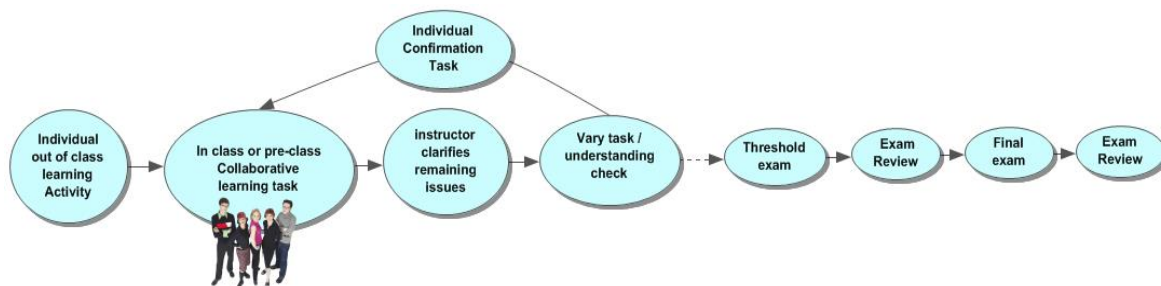 Individual
Confirmation
Task
Individual
out of class
learning
Activity
In class or pre-class
Collaborative
learning task
instructor
clarifies
remaining
issues
Vary task /
understanding
check
Threshold
exam
Exam
Review
Final
exam
Exam
Review